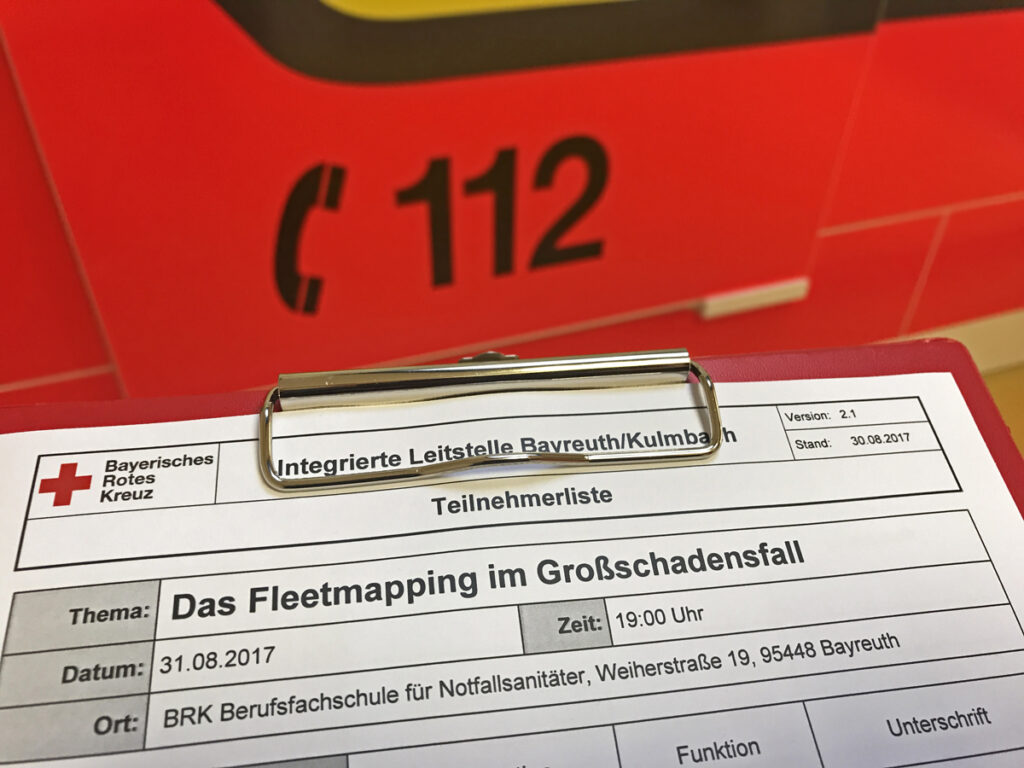 112
Bayerisches
Rotes
Kreuz
Integrierte Leitstelle Bayreuth/Kulmbach
Version: 2.1
Stand: 30.08.2017
Teilnehmerliste
Thema: Das Fleetmapping im Großschadensfall
Datum: 31.08.2017 Zeit: 19:00 Uhr
Ort: BRK Berufsfachschule für Notfallsanitäter, Weiherstraße 19, 95448 Bayreuth
Funktion Unterschrift